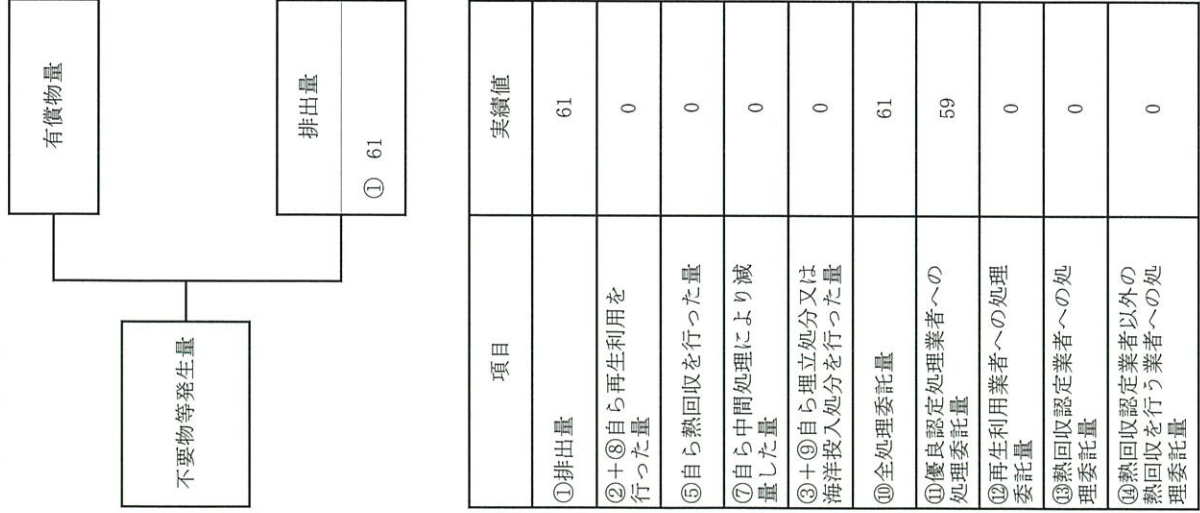 不要物等発生量
有償物量
排出量
① 61
項目
実績値
①排出量
61
②+⑧自ら再生利用を
行った量
0
⑤自ら熱回収を行った量
0
⑦自ら中間処理により減
量した量
0
③+⑨自ら埋立処分又は
海洋投入処分を行った量
0
⑩全処理委託量
61
⑪優良認定処理業者への
処理委託量
59
⑫再生利用業者への処理
委託量
0
⑬熱回収認定業者への処
理委託量
0
⑭熱回収認定業者以外の
熱回収を行う業者への処
理委託量
0